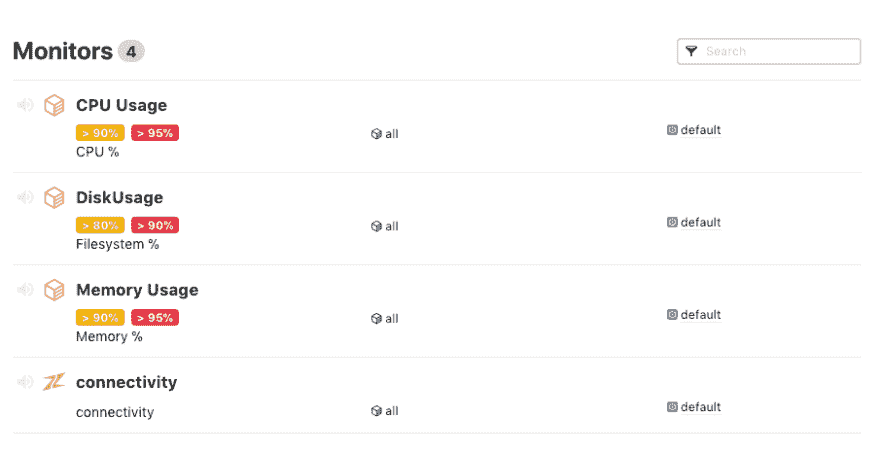 Monitors 4
Search
CPU Usage
> 90% > 95%
CPU %
all
default
DiskUsage
> 80% > 90%
Filesystem %
all
default
Memory Usage
> 90% > 95%
Memory %
all
default
connectivity
connectivity
all
default